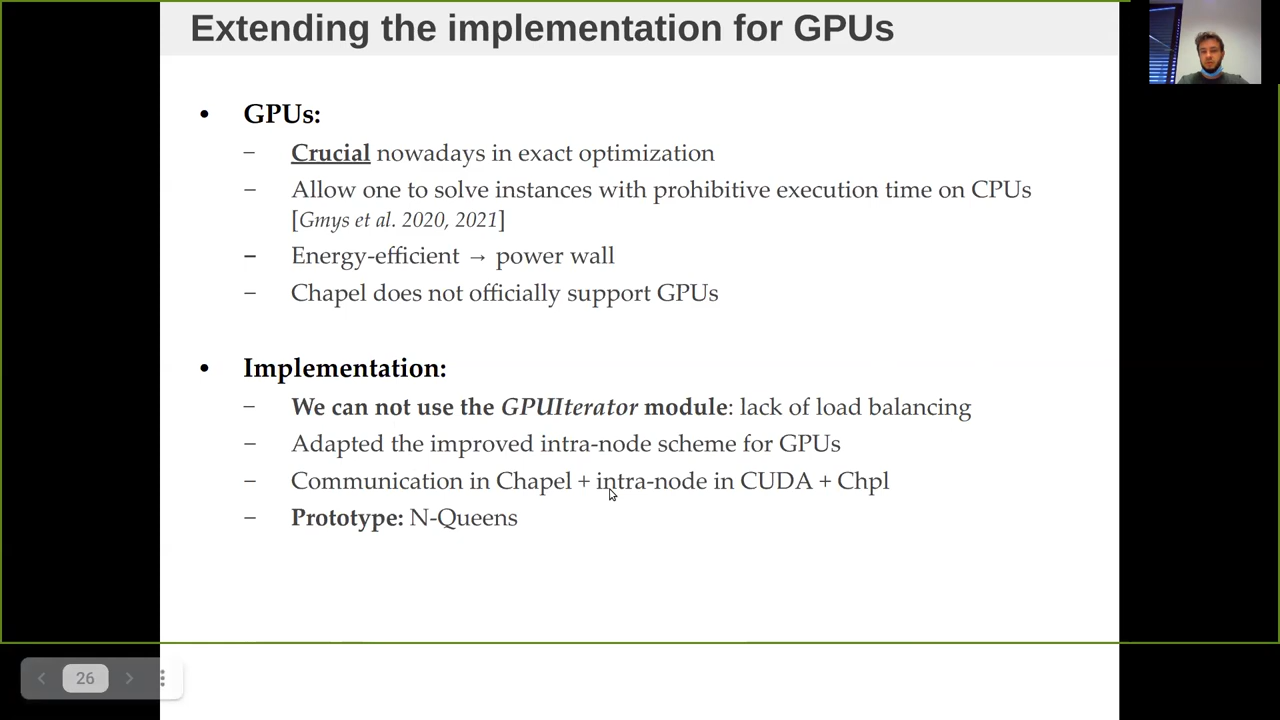 Extending the implementation for GPUs
• GPUs:
– Crucial nowadays in exact optimization
– Allow one to solve instances with prohibitive execution time on CPUs
[Gmys et al. 2020, 2021]
– Energy-efficient → power wall
– Chapel does not officially support GPUs
• Implementation:
– We can not use the GPUIterator module: lack of load balancing
– Adapted the improved intra-node scheme for GPUs
– Communication in Chapel + intra-node in CUDA + Chpl
– Prototype: N-Queens
26